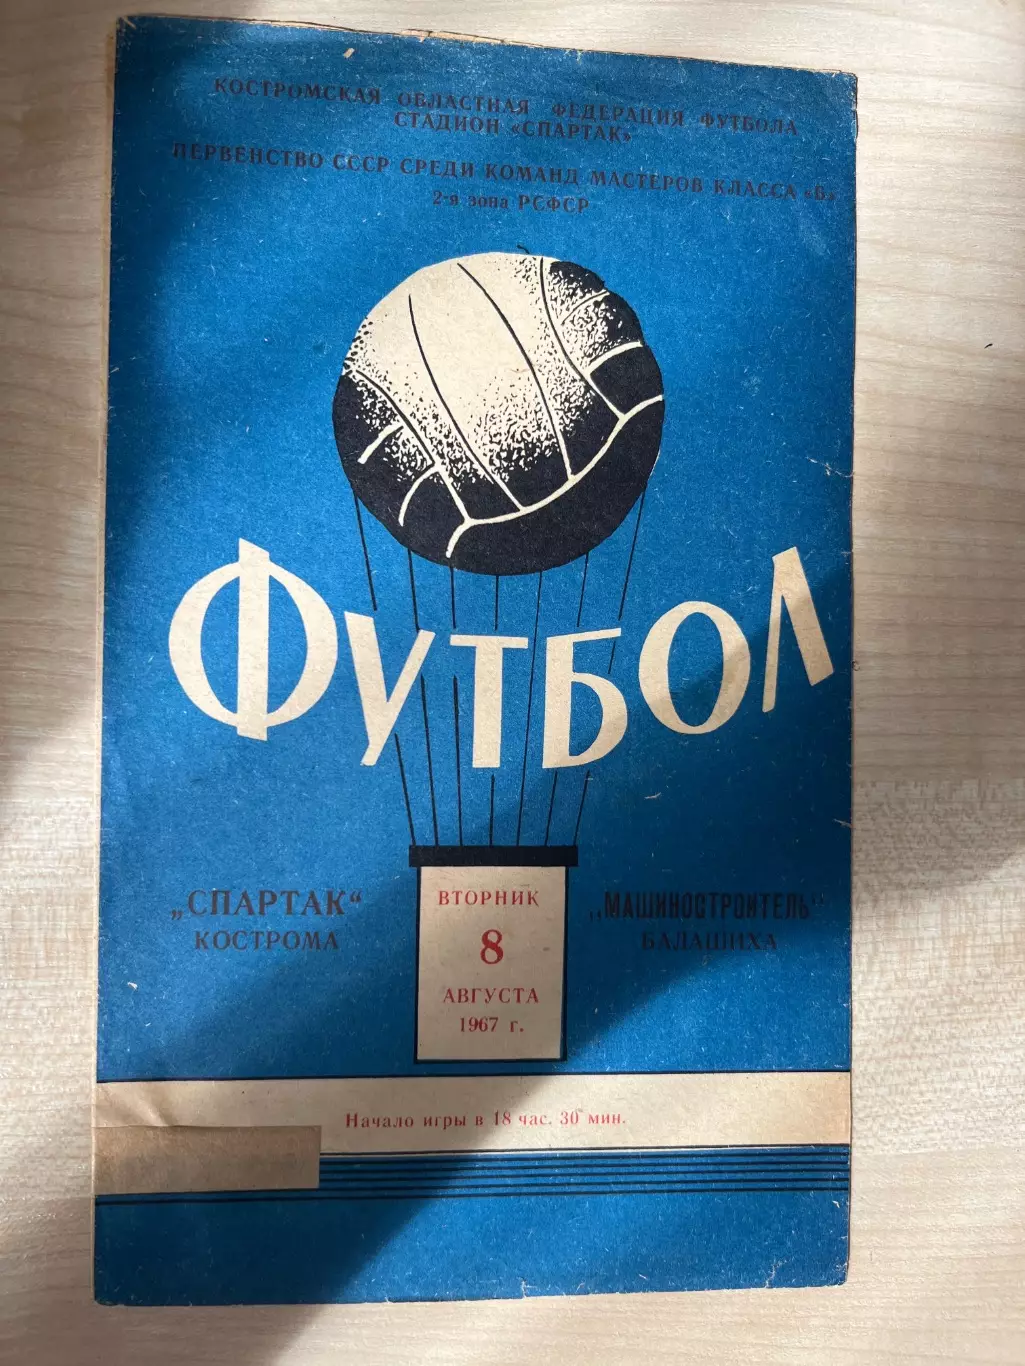 КОСТРОМСКАЯ ОБЛАСТНАЯ ФЕДЕРАЦИЯ ФУТБОЛА
СТАДИОН «СПАРТАК»
ПЕРВЕНСТВО СССР СРЕДИ КОМАНД МАСТЕРОВ КЛАССА «Б»
2-я зона РСФСР
ФУТБОЛ
„СПАРТАК“
КОСТРОМА
ВТОРНИК
8
АВГУСТА
1967 г.
„МАШИНОСТРОИТЕЛЬ“
БАЛАШИХА
Начало игры в 18 час. 30 мин.